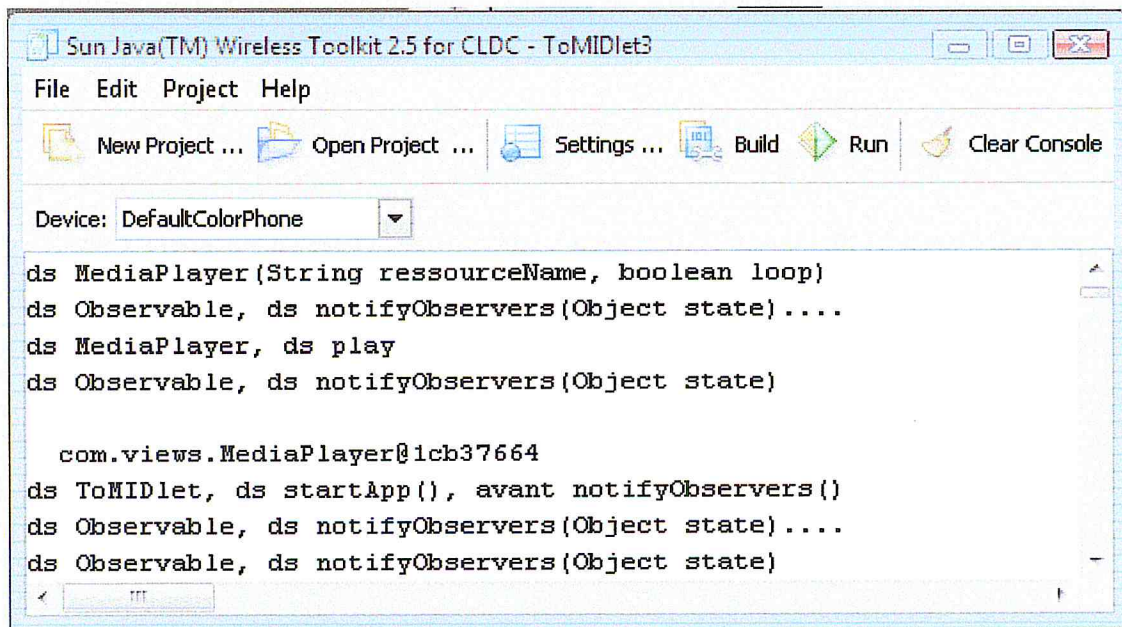 Sun Java(TM) Wireless Toolkit 2.5 for CLDC - ToMIDlet3
File Edit Project Help
New Project ... Open Project ... Settings ... Build Run Clear Console
Device: DefaultColorPhone
ds MediaPlayer(String ressourceName, boolean loop)
ds Observable, ds notifyObservers(Object state)....
ds MediaPlayer, ds play
ds Observable, ds notifyObservers(Object state)
com.views.MediaPlayer@1cb37664
ds ToMIDlet, ds startApp(), avant notifyObservers()
ds Observable, ds notifyObservers(Object state)....
ds Observable, ds notifyObservers(Object state)